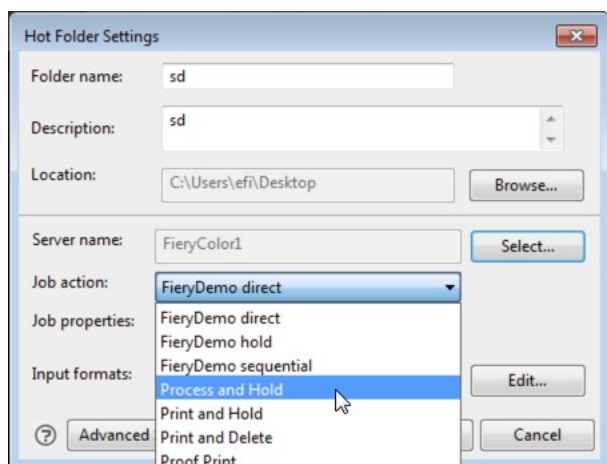 Hot Folder Settings
Folder name: sd
Description: sd
Location: C:\Users\efi\Desktop Browse...
Server name: FieryColor1 Select...
Job action: FieryDemo direct
Job properties: FieryDemo direct
FieryDemo hold
Input formats: FieryDemo sequential
Process and Hold Edit...
Print and Hold
? Advanced Print and Delete Cancel
Proof Print